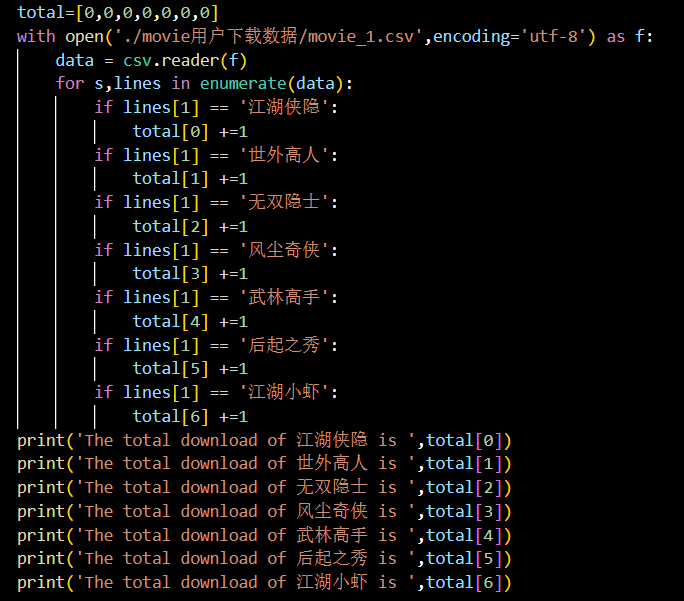 total=[0,0,0,0,0,0,0]
with open('./movie用户下载数据/movie_1.csv',encoding='utf-8') as f:
    data = csv.reader(f)
    for s,lines in enumerate(data):
        if lines[1] == '江湖侠隐':
            total[0] +=1
        if lines[1] == '世外高人':
            total[1] +=1
        if lines[1] == '无双隐士':
            total[2] +=1
        if lines[1] == '风尘奇侠':
            total[3] +=1
        if lines[1] == '武林高手':
            total[4] +=1
        if lines[1] == '后起之秀':
            total[5] +=1
        if lines[1] == '江湖小虾':
            total[6] +=1
print('The total download of 江湖侠隐 is ',total[0])
print('The total download of 世外高人 is ',total[1])
print('The total download of 无双隐士 is ',total[2])
print('The total download of 风尘奇侠 is ',total[3])
print('The total download of 武林高手 is ',total[4])
print('The total download of 后起之秀 is ',total[5])
print('The total download of 江湖小虾 is ',total[6])